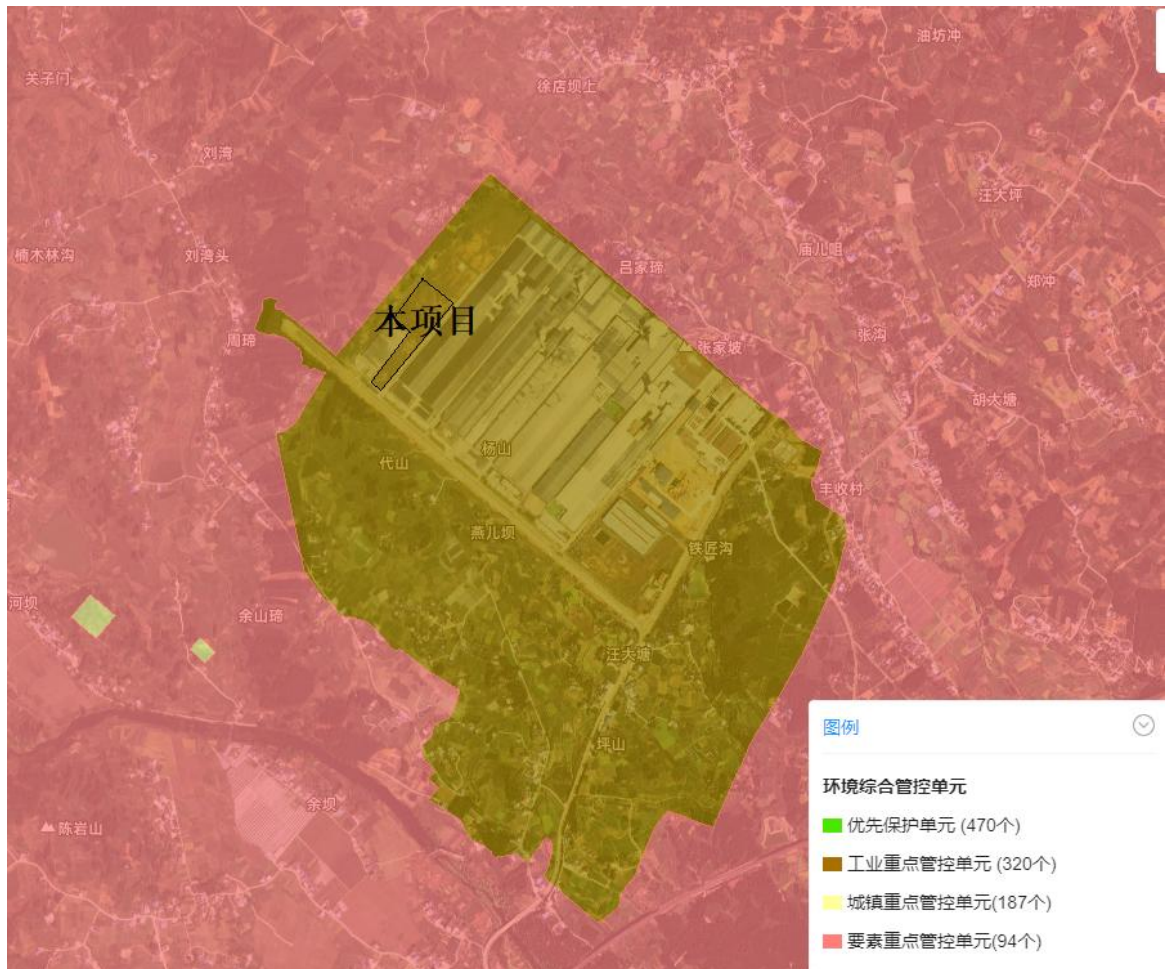 油坊冲
关子门
徐店坝上
刘湾
汪大坪
楠木林沟
刘湾头
庙儿咀
吕家䃅
郑冲
本项目
周䃅
张沟
张家坡
胡大塘
杨山
代山
丰收村
燕儿坝
铁匠沟
河坝
余山䃅
汪大塘
图例
坪山
环境综合管控单元
余坝
优先保护单元 (470个)
陈岩山
工业重点管控单元 (320个)
城镇重点管控单元(187个)
要素重点管控单元(94个)